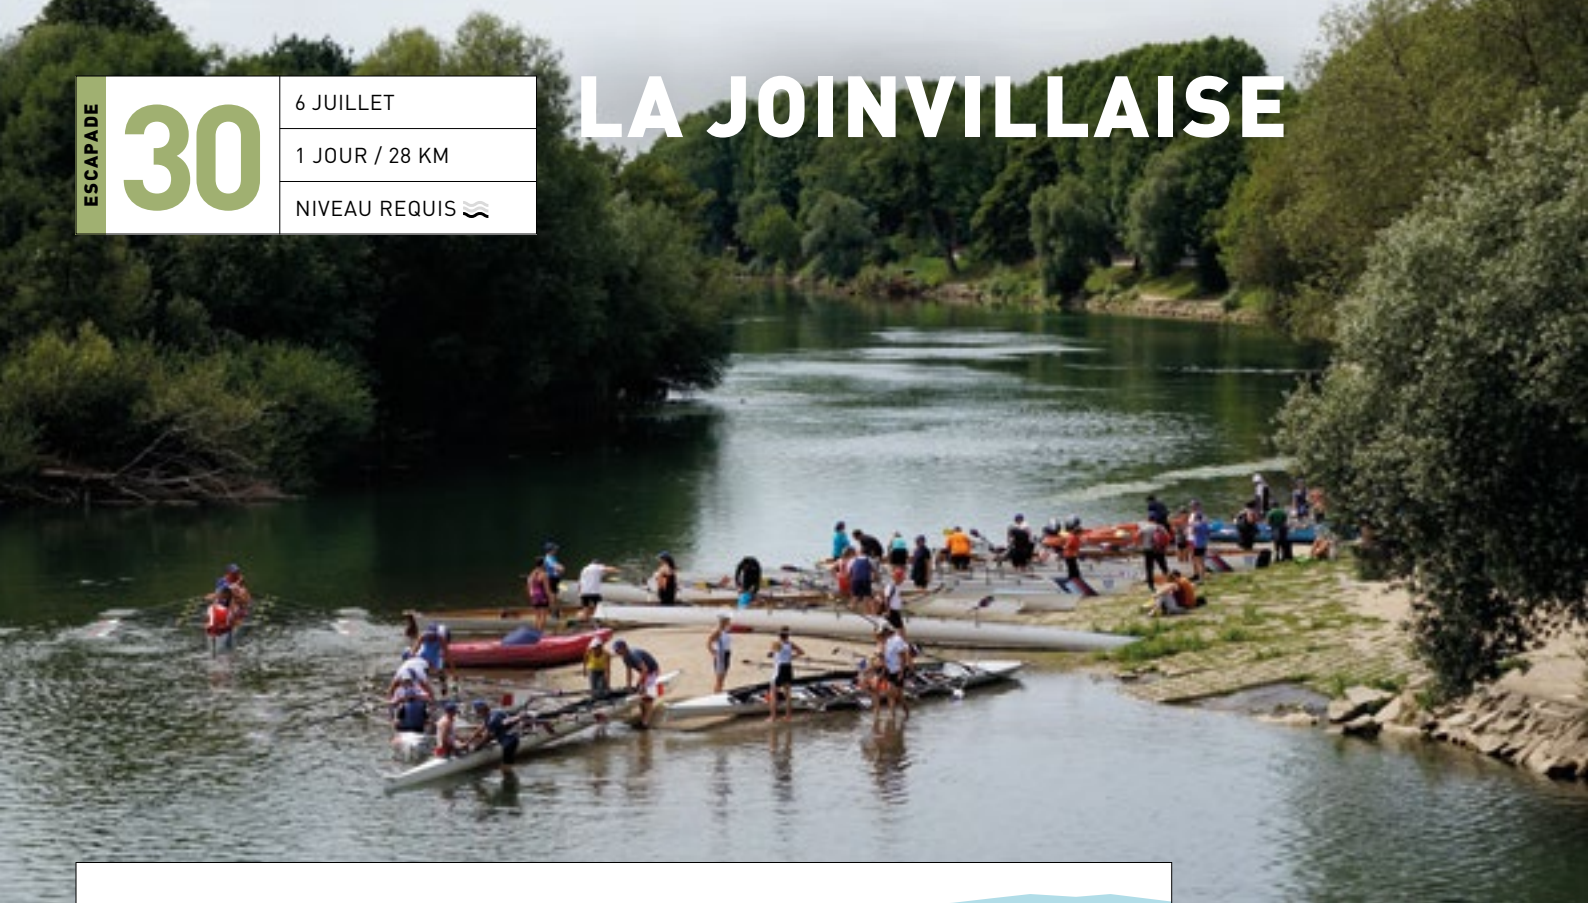 ESCAPADE
30
6 JUILLET
1 JOUR / 28 KM
NIVEAU REQUIS
LA JOINVILLAISE